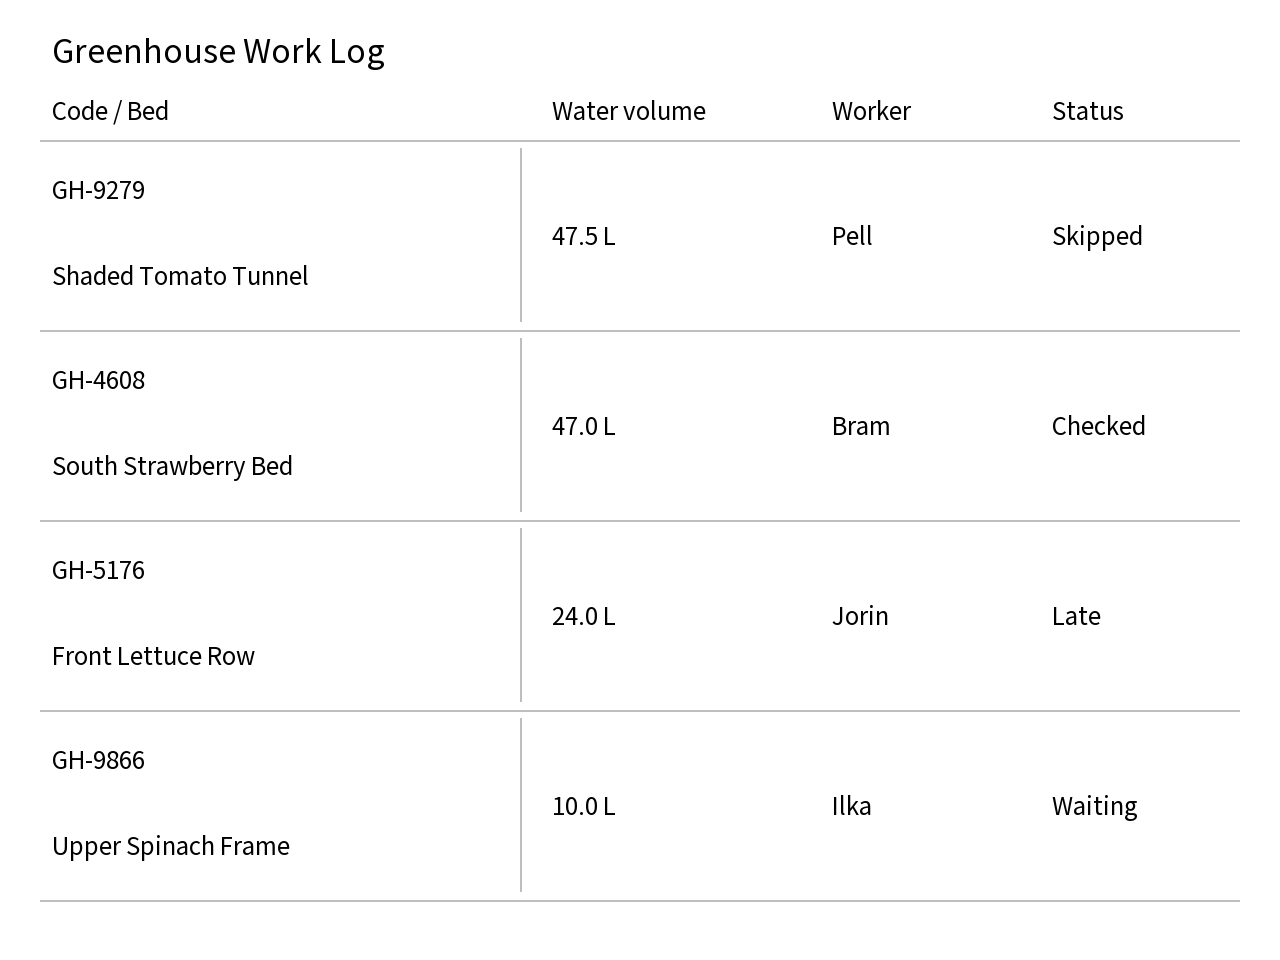 Greenhouse Work Log
Code / Bed Water volume Worker Status
GH-9279
Shaded Tomato Tunnel
47.5 L Pell Skipped
GH-4608
South Strawberry Bed
47.0 L Bram Checked
GH-5176
Front Lettuce Row
24.0 L Jorin Late
GH-9866
Upper Spinach Frame
10.0 L Ilka Waiting